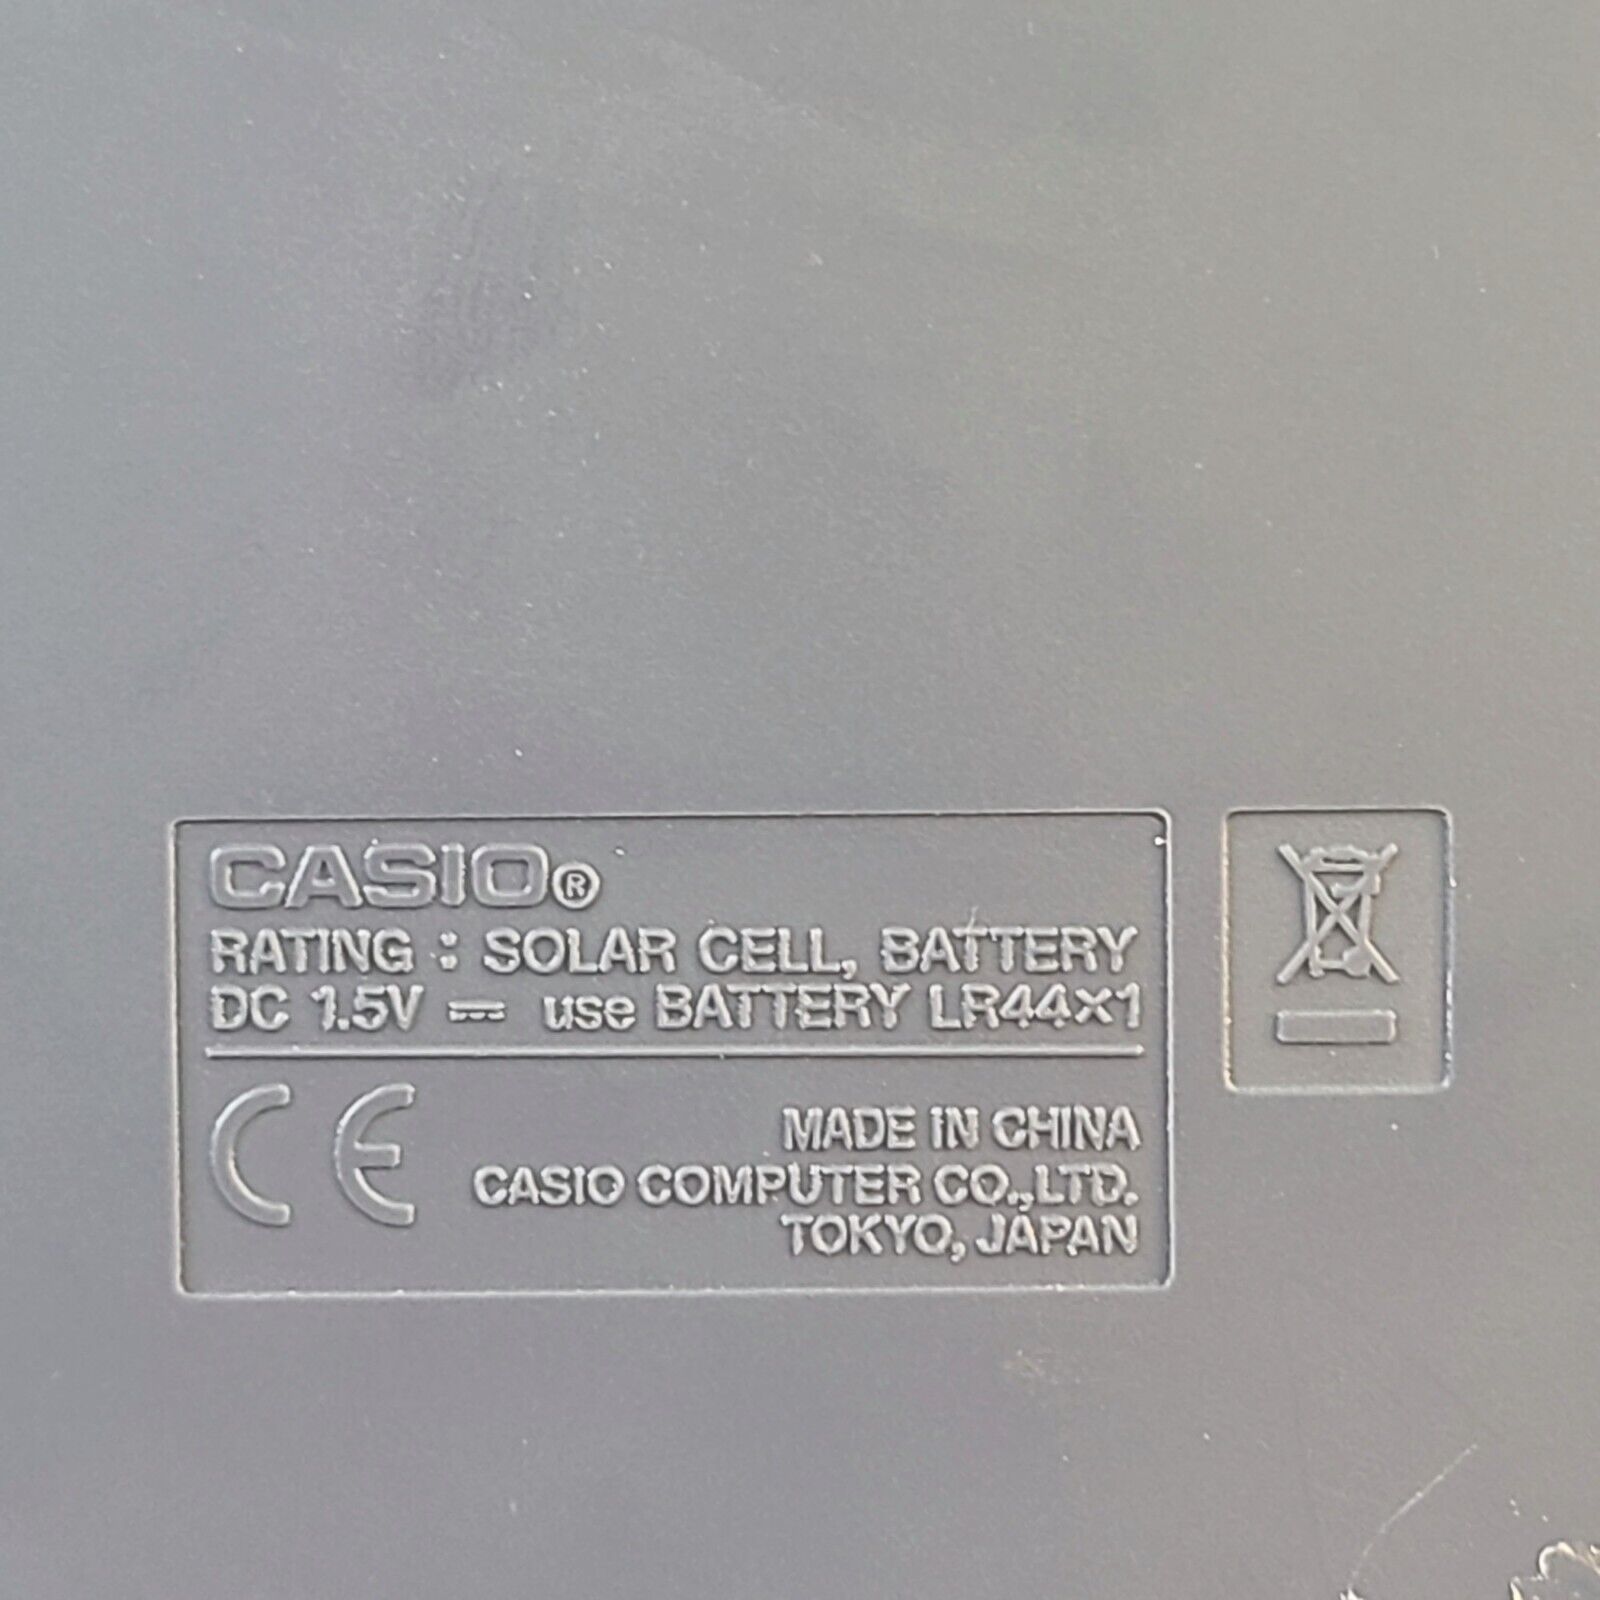 CASIO®
RATING : SOLAR CELL, BATTERY
DC 1.5V ⎓ use BATTERY LR44×1
CE
MADE IN CHINA
CASIO COMPUTER CO.,LTD.
TOKYO, JAPAN